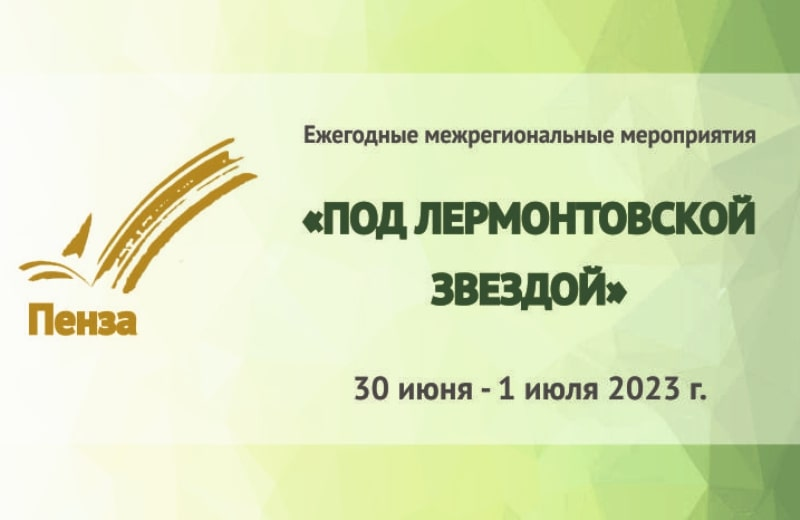 Ежегодные межрегиональные мероприятия
«ПОД ЛЕРМОНТОВСКОЙ
ЗВЕЗДОЙ»
Пенза
30 июня - 1 июля 2023 г.